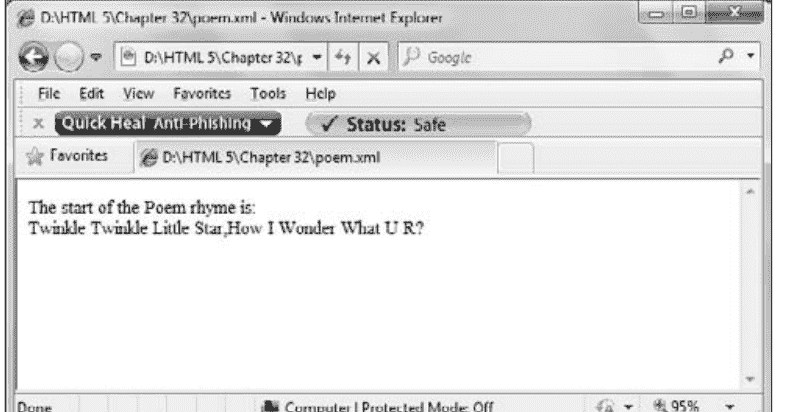 D:\HTML 5\Chapter 32\poem.xml - Windows Internet Explorer
D:\HTML 5\Chapter 32\p Google
File Edit View Favorites Tools Help
x Quick Heal Anti-Phishing ✓ Status: Safe
Favorites D:\HTML 5\Chapter 32\poem.xml
The start of the Poem rhyme is:
Twinkle Twinkle Little Star,How I Wonder What U R?
Done Computer | Protected Mode: Off 95%